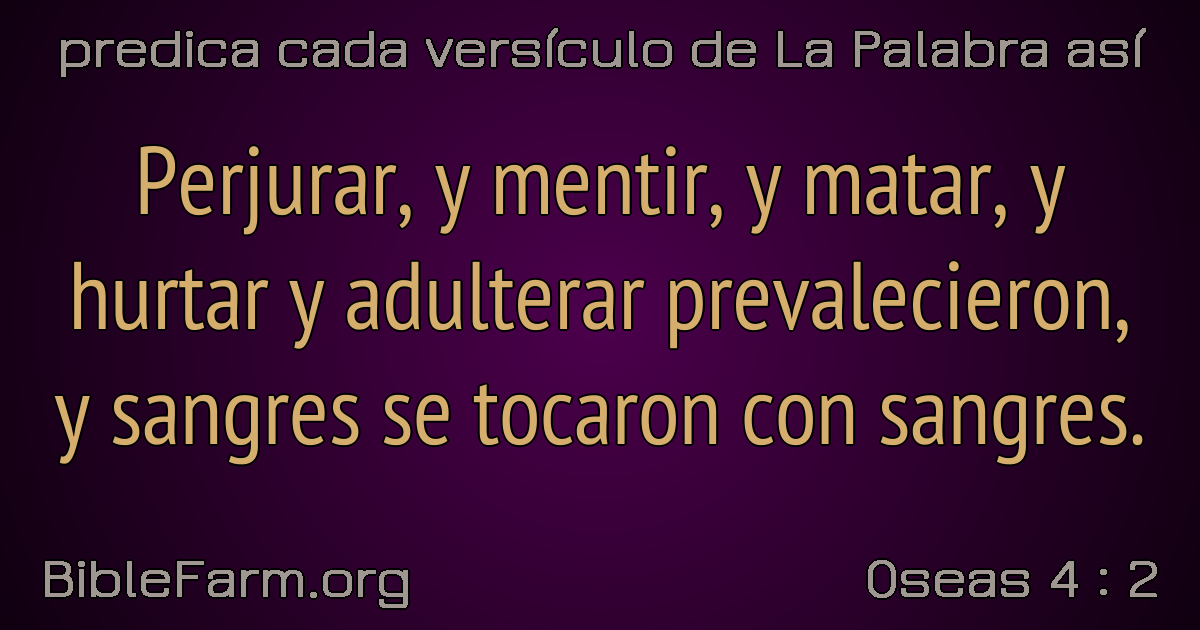 predica cada versículo de La Palabra así
Perjurar, y mentir, y matar, y
hurtar y adulterar prevalecieron,
y sangres se tocaron con sangres.
BibleFarm.org
Oseas 4 : 2